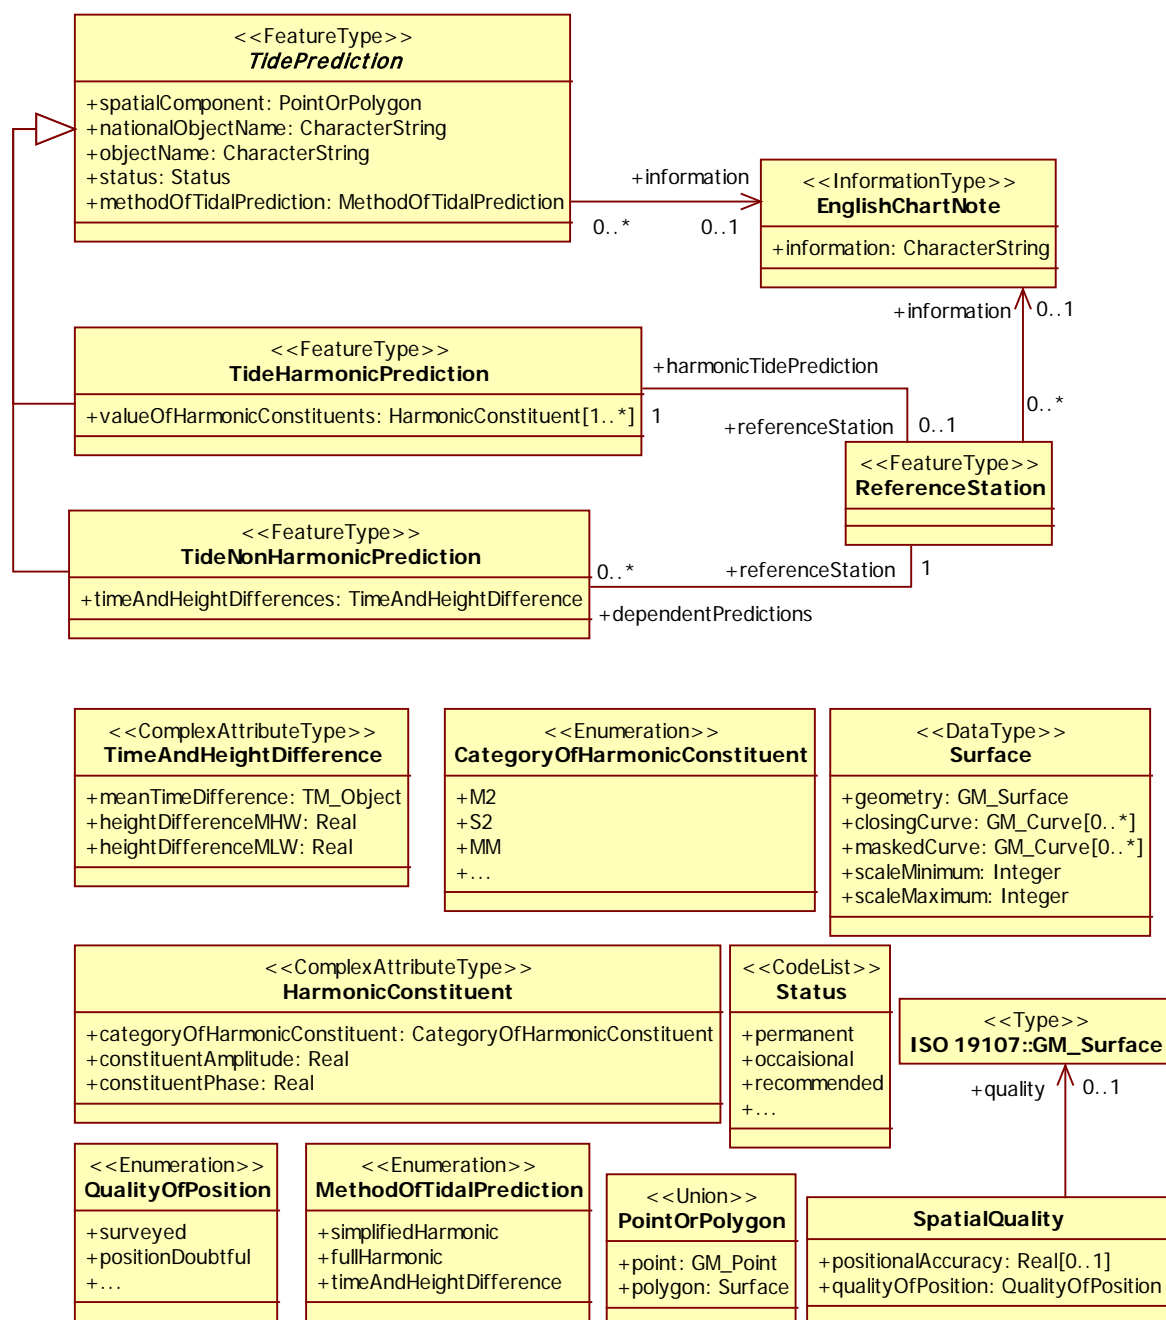 <<FeatureType>>
TidePrediction
+spatialComponent: PointOrPolygon
+nationalObjectName: CharacterString
+objectName: CharacterString
+status: Status
+methodOfTidalPrediction: MethodOfTidalPrediction
+information
0..*
0..1
<<InformationType>>
EnglishChartNote
+information: CharacterString
+information
0..1
0..*
<<FeatureType>>
TideHarmonicPrediction
+valueOfHarmonicConstituents: HarmonicConstituent[1..*]
+harmonicTidePrediction
1
+referenceStation
0..1
<<FeatureType>>
ReferenceStation
<<FeatureType>>
TideNonHarmonicPrediction
+timeAndHeightDifferences: TimeAndHeightDifference
0..*
+dependentPredictions
+referenceStation
1
<<ComplexAttributeType>>
TimeAndHeightDifference
+meanTimeDifference: TM_Object
+heightDifferenceMHW: Real
+heightDifferenceMLW: Real
<<Enumeration>>
CategoryOfHarmonicConstituent
+M2
+S2
+MM
+...
<<DataType>>
Surface
+geometry: GM_Surface
+closingCurve: GM_Curve[0..*]
+maskedCurve: GM_Curve[0..*]
+scaleMinimum: Integer
+scaleMaximum: Integer
<<ComplexAttributeType>>
HarmonicConstituent
+categoryOfHarmonicConstituent: CategoryOfHarmonicConstituent
+constituentAmplitude: Real
+constituentPhase: Real
<<CodeList>>
Status
+permanent
+occaisional
+recommended
+...
<<Type>>
ISO 19107::GM_Surface
+quality
0..1
<<Enumeration>>
QualityOfPosition
+surveyed
+positionDoubtful
+...
<<Enumeration>>
MethodOfTidalPrediction
+simplifiedHarmonic
+fullHarmonic
+timeAndHeightDifference
<<Union>>
PointOrPolygon
+point: GM_Point
+polygon: Surface
SpatialQuality
+positionalAccuracy: Real[0..1]
+qualityOfPosition: QualityOfPosition